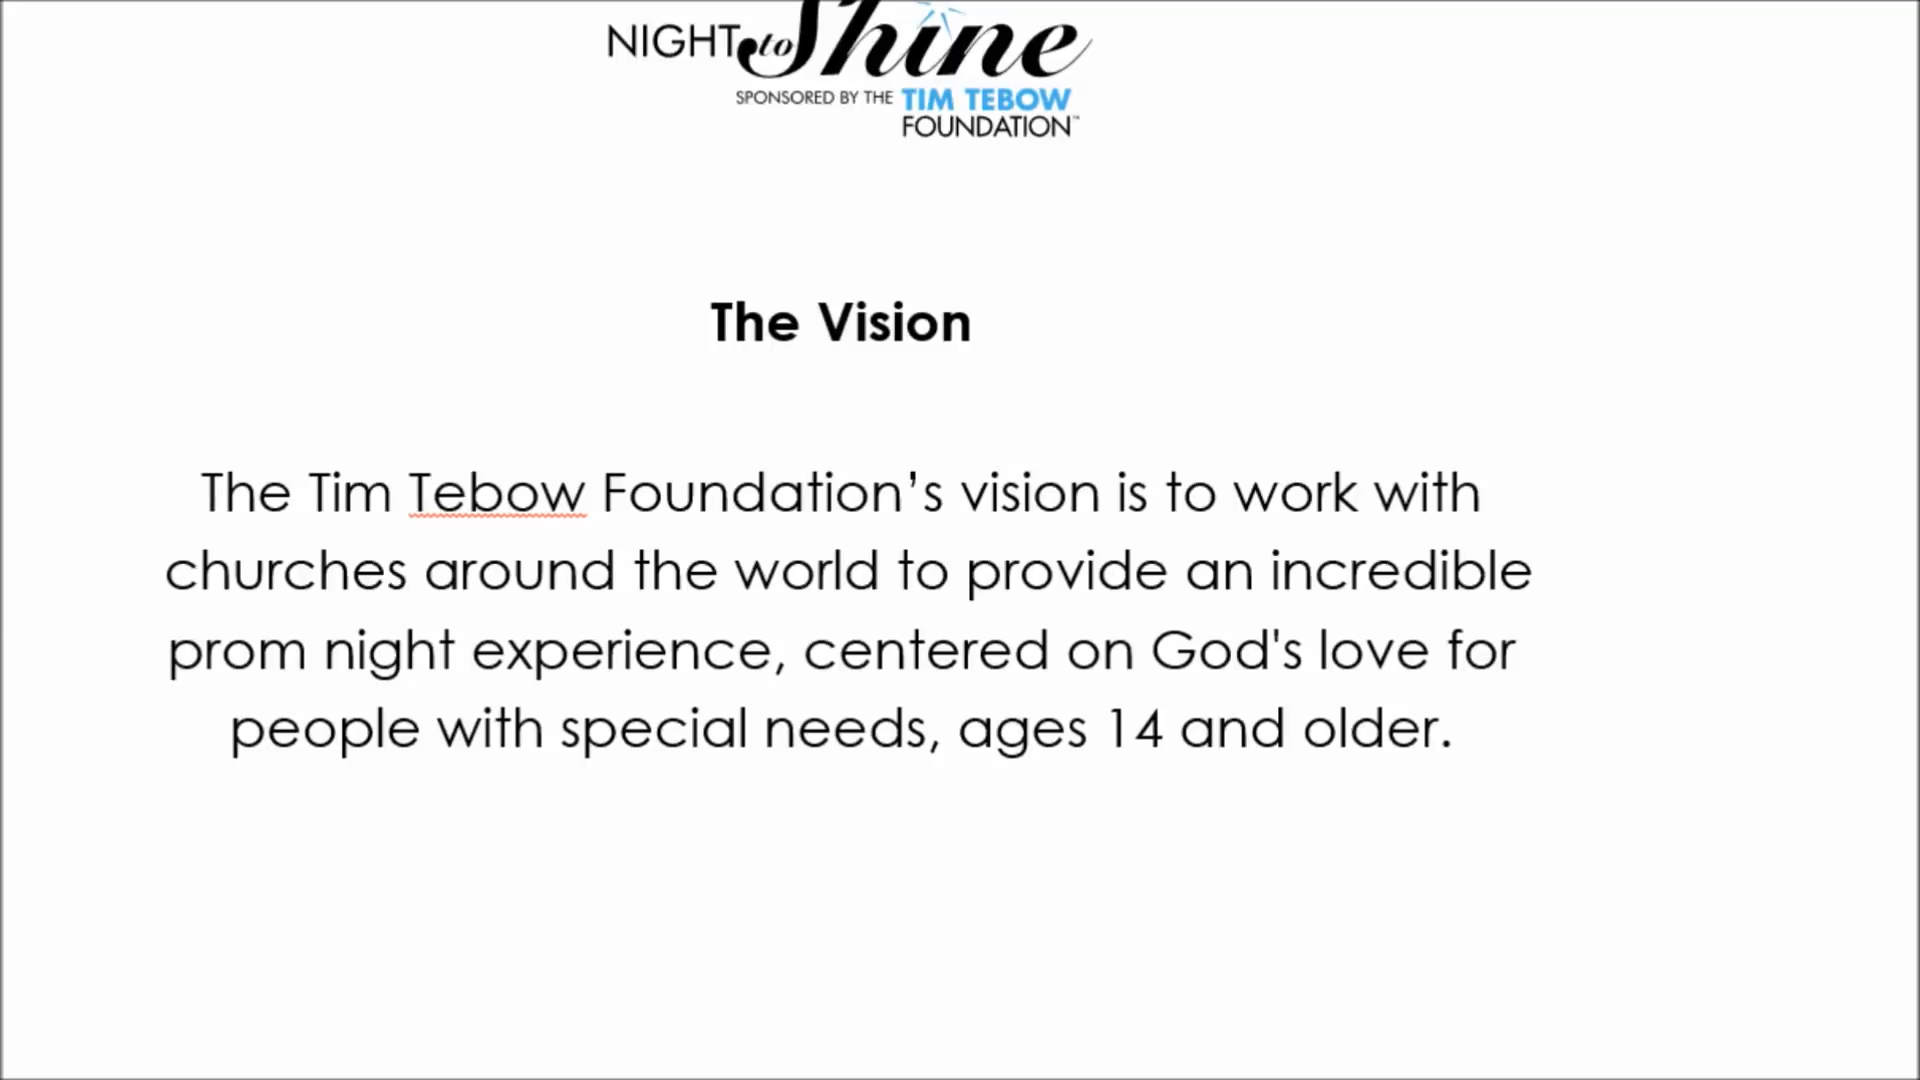 NIGHT to Shine
SPONSORED BY THE TIM TEBOW
FOUNDATION™
The Vision
The Tim Tebow Foundation’s vision is to work with
churches around the world to provide an incredible
prom night experience, centered on God's love for
people with special needs, ages 14 and older.